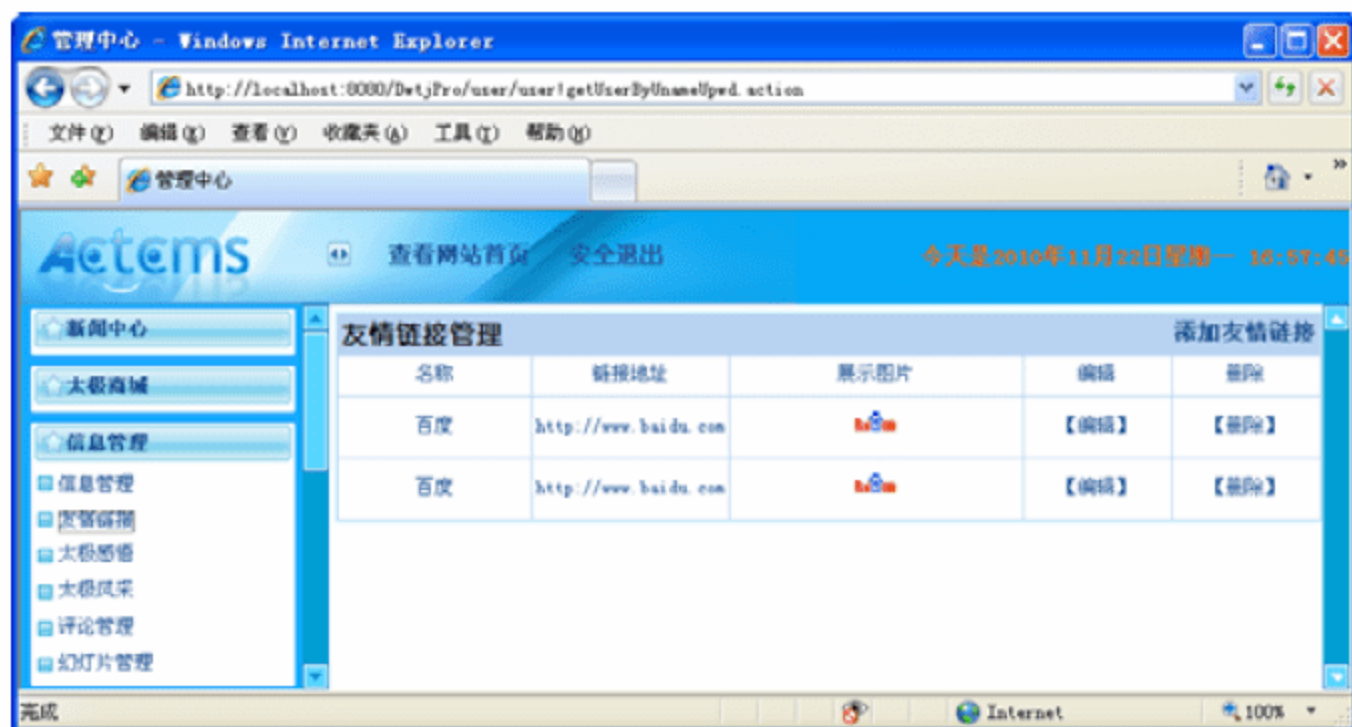 管理中心 - Windows Internet Explorer
http://localhost:8080/DwtjPro/user/user!getUserByUnameUpwd.action
文件(F) 编辑(E) 查看(V) 收藏夹(A) 工具(T) 帮助(H)
管理中心
Actcms 查看网站首页 安全退出 今天是2010年11月22日星期一 16:57:45
新闻中心
太极商城
信息管理
信息管理
友情链接
太极感悟
太极风采
评论管理
幻灯片管理
友情链接管理 添加友情链接
名称 链接地址 展示图片 编辑 删除
百度 http://www.baidu.com 【编辑】 【删除】
百度 http://www.baidu.com 【编辑】 【删除】
完成 Internet 100%